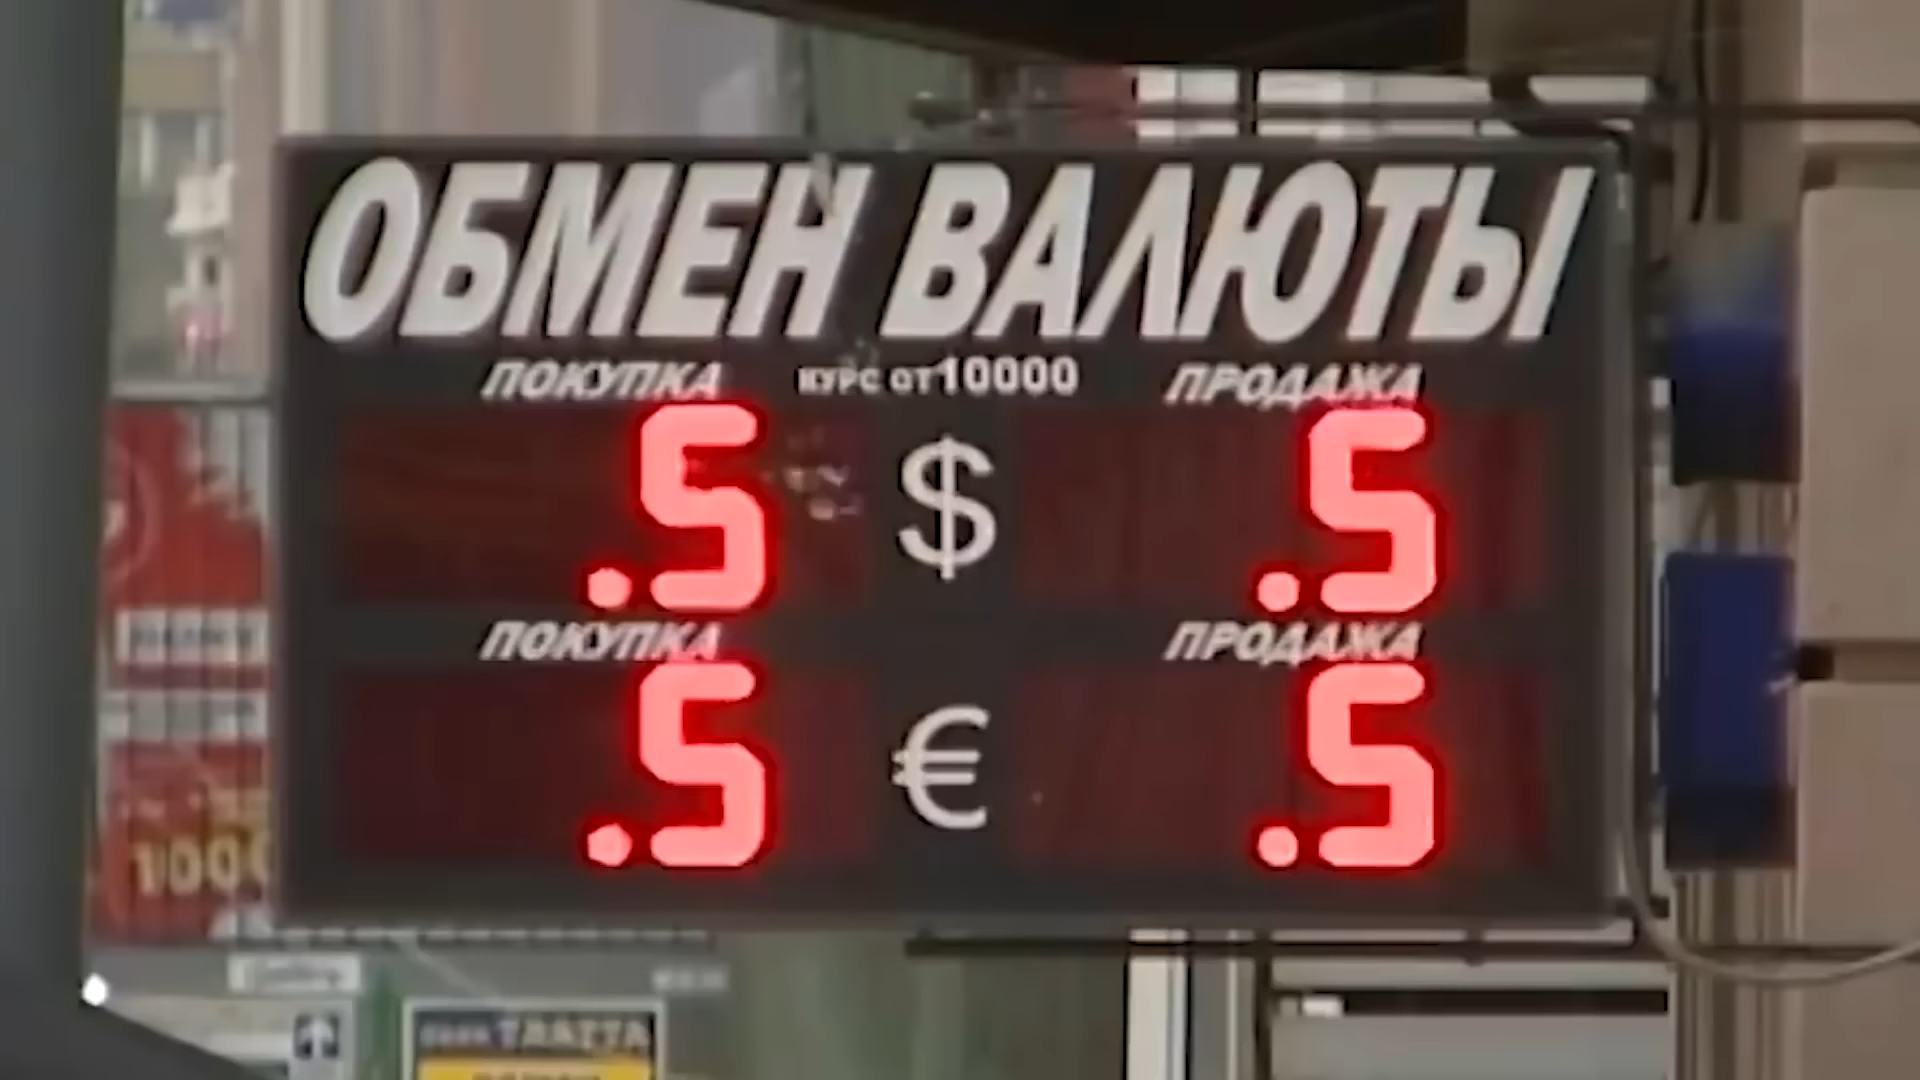 ОБМЕН ВАЛЮТЫ
ПОКУПКА КУРС ОТ 10000 ПРОДАЖА
.5 $ .5
ПОКУПКА ПРОДАЖА
.5 € .5